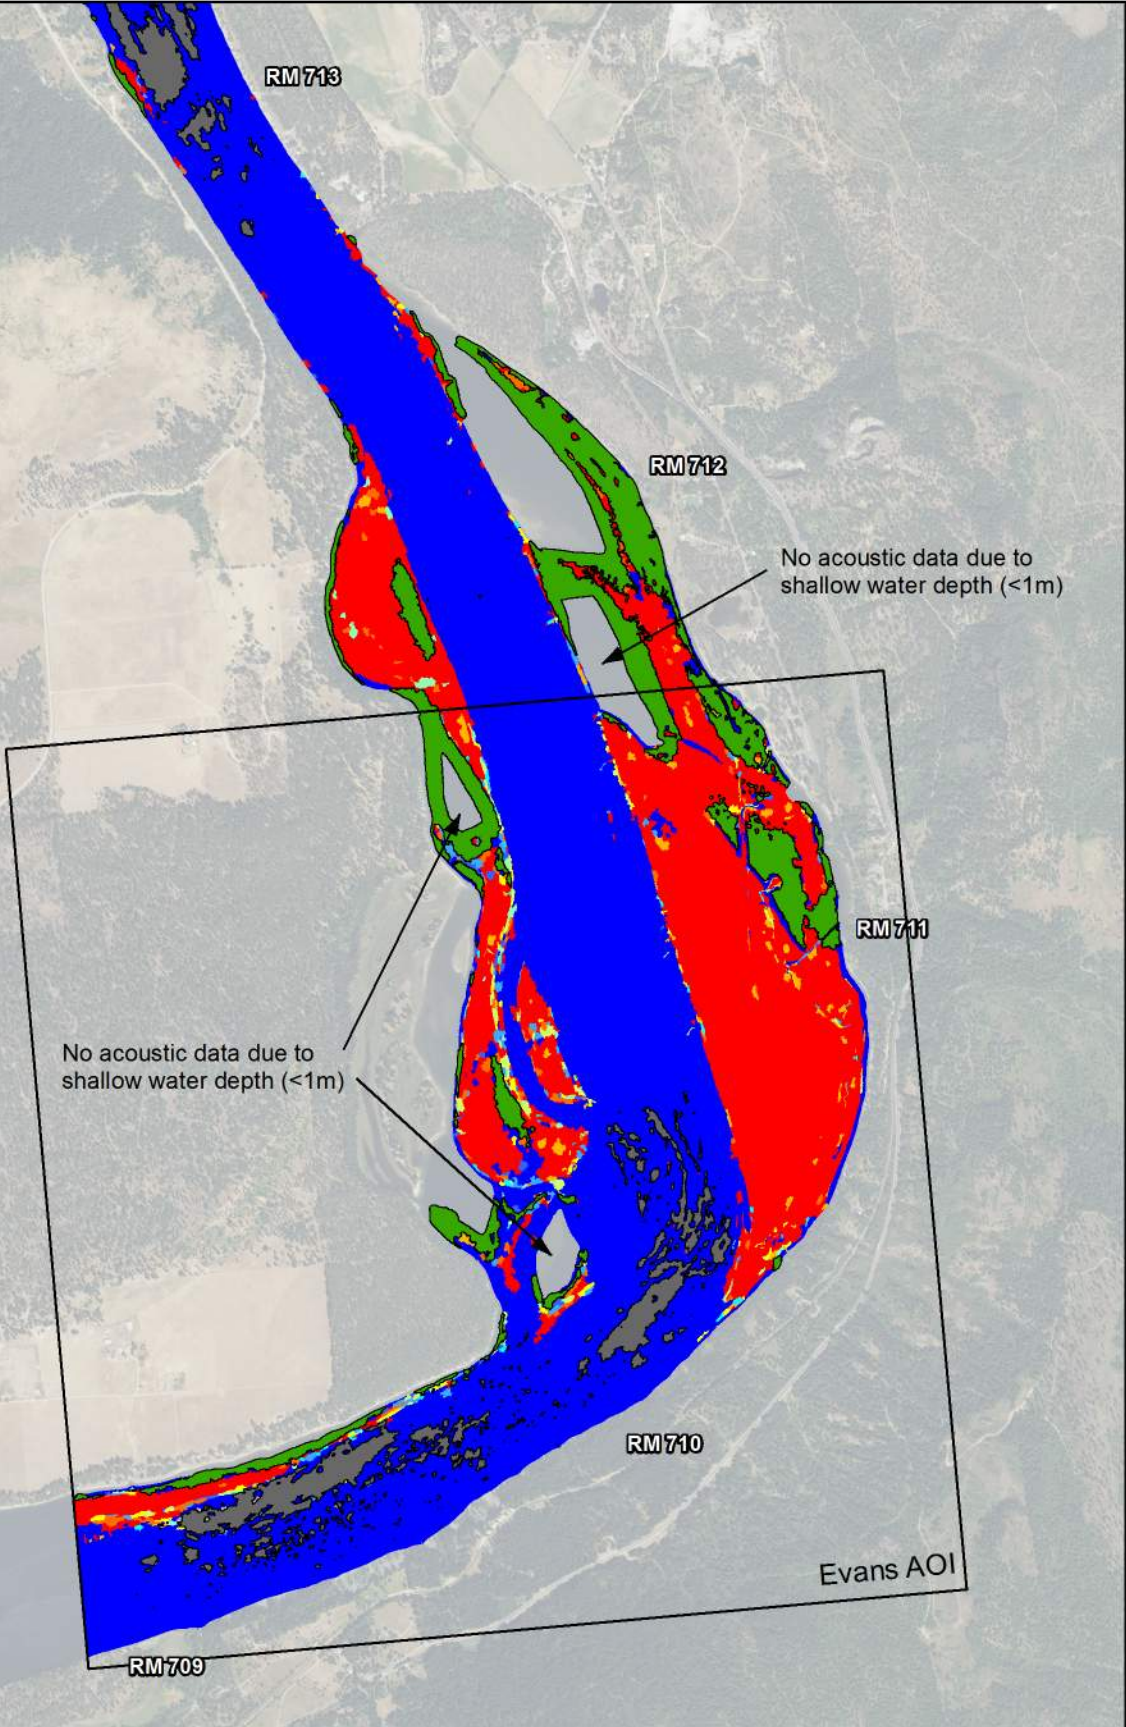 RM 713
RM 712
No acoustic data due to
shallow water depth (<1m)
RM 711
No acoustic data due to
shallow water depth (<1m)
RM 710
Evans AOI
RM 709